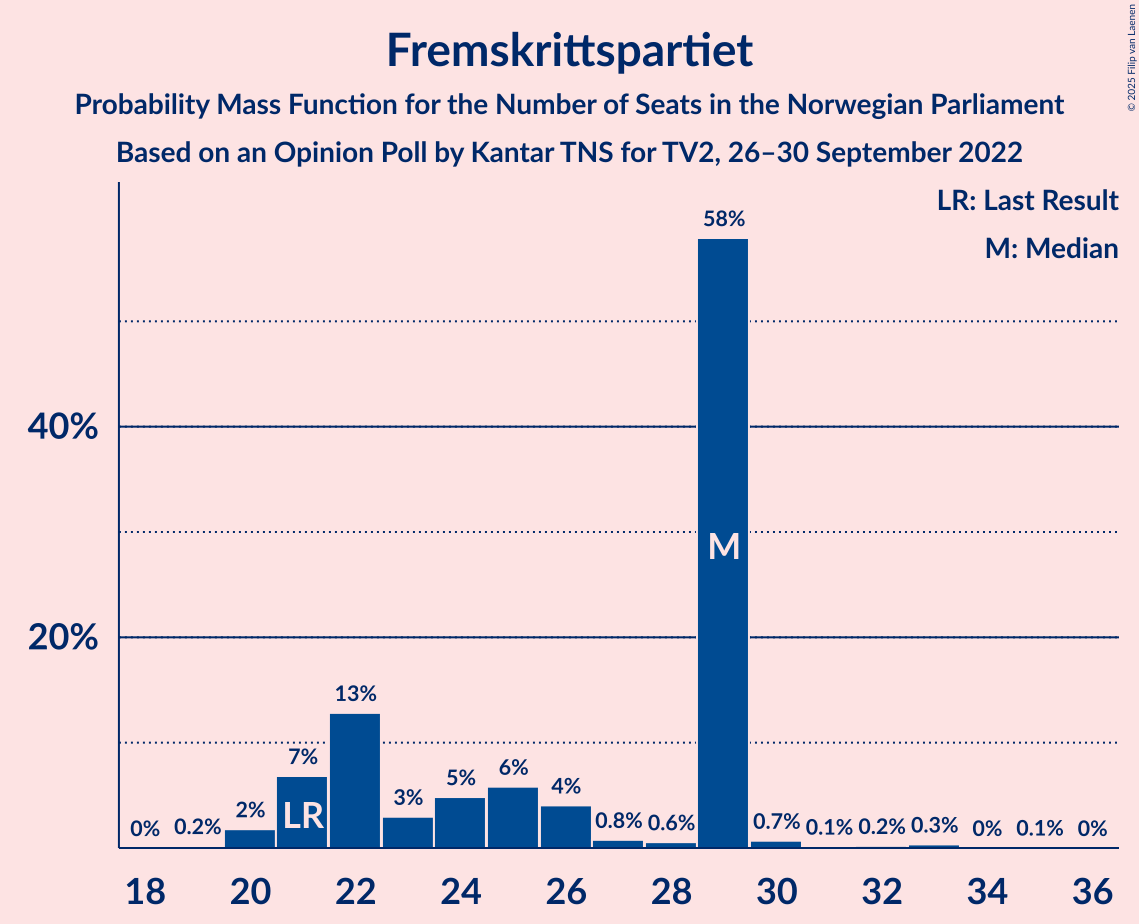 Fremskrittspartiet
Probability Mass Function for the Number of Seats in the Norwegian Parliament
Based on an Opinion Poll by Kantar TNS for TV2, 26–30 September 2022
© 2025 Filip van Laenen
LR: Last Result
M: Median
58%
40%
M
20%
13%
7%
6%
5%
4%
3%
2%
LR
0%
0.2%
0.8%
0.6%
0.7%
0.1%
0.2%
0.3%
0%
0.1%
0%
18 20 22 24 26 28 30 32 34 36